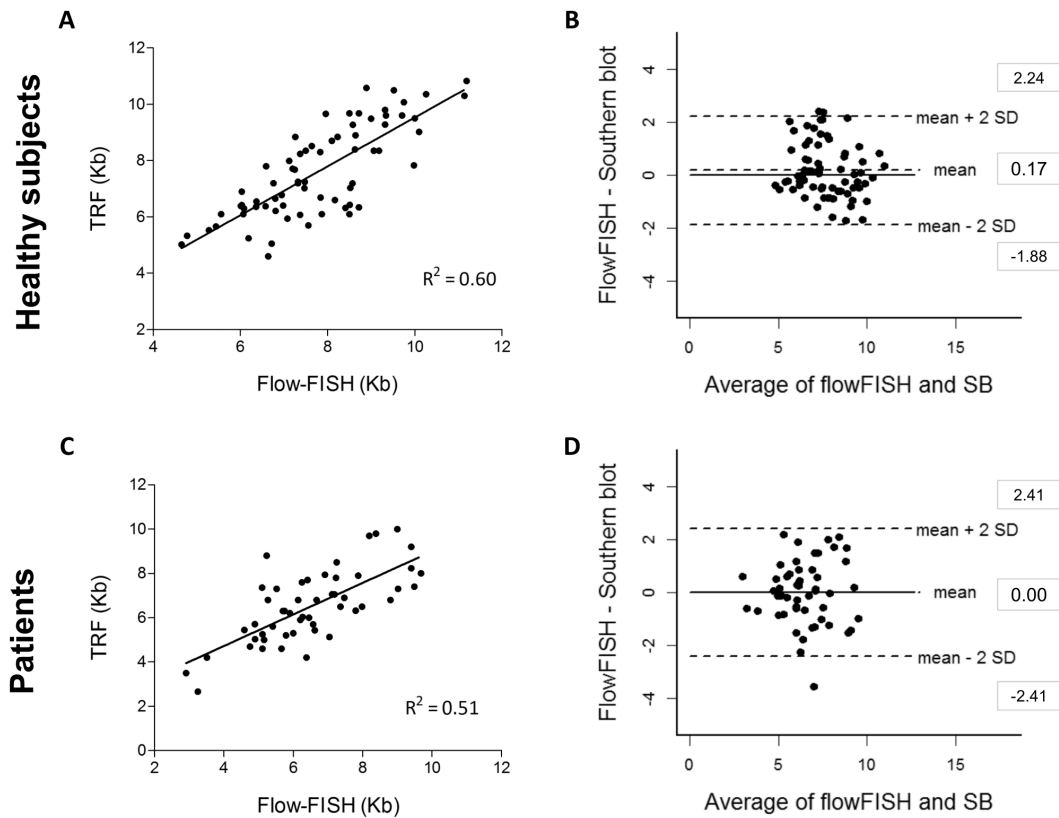 Healthy subjects
A
12
10
8
6
4
2
TRF (Kb)
4 6 8 10 12
Flow-FISH (Kb)
R² = 0.60
B
FlowFISH - Southern blot
4
2
0
-2
-4
0 5 10 15
Average of flowFISH and SB
2.24
mean + 2 SD
mean
0.17
mean - 2 SD
-1.88
Patients
C
12
10
8
6
4
2
0
TRF (Kb)
2 4 6 8 10 12
Flow-FISH (Kb)
R² = 0.51
D
FlowFISH - Southern blot
4
2
0
-2
-4
0 5 10 15
Average of flowFISH and SB
2.41
mean + 2 SD
mean
0.00
mean - 2 SD
-2.41